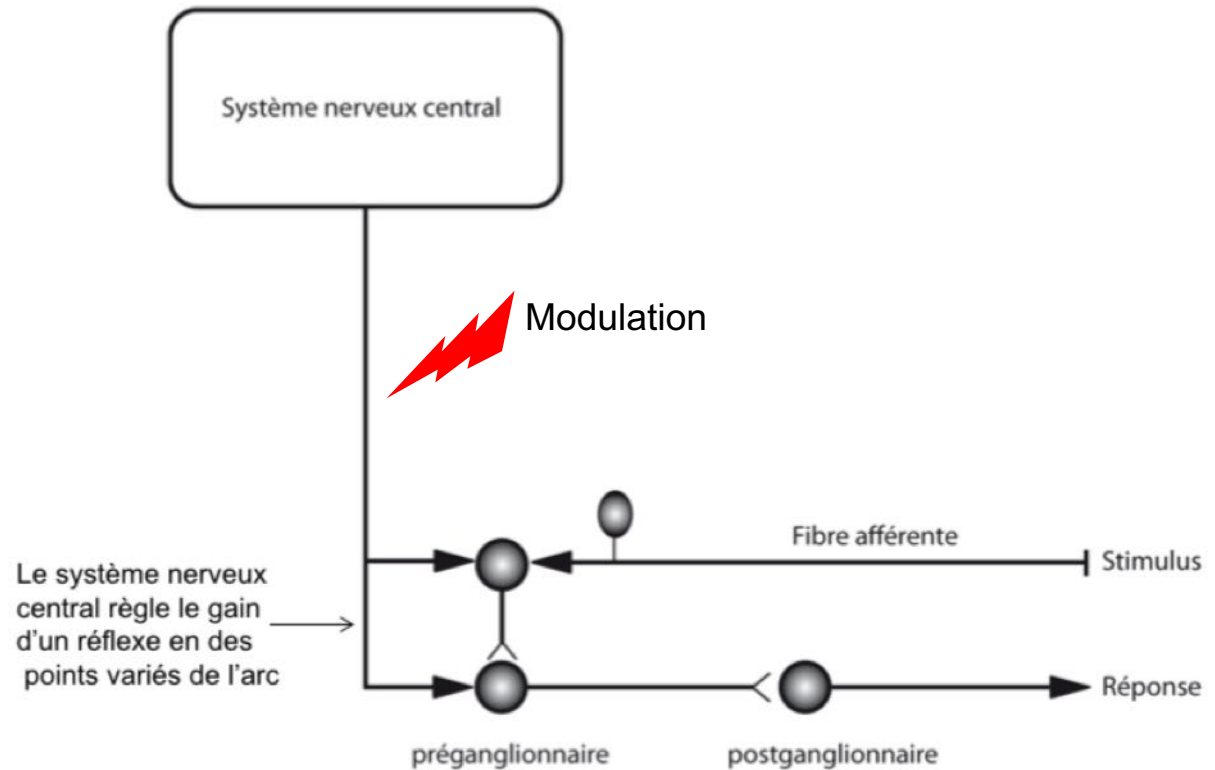 Système nerveux central
Modulation
Fibre afférente
Stimulus
Le système nerveux
central règle le gain
d'un réflexe en des
points variés de l'arc
Réponse
préganglionnaire
postganglionnaire